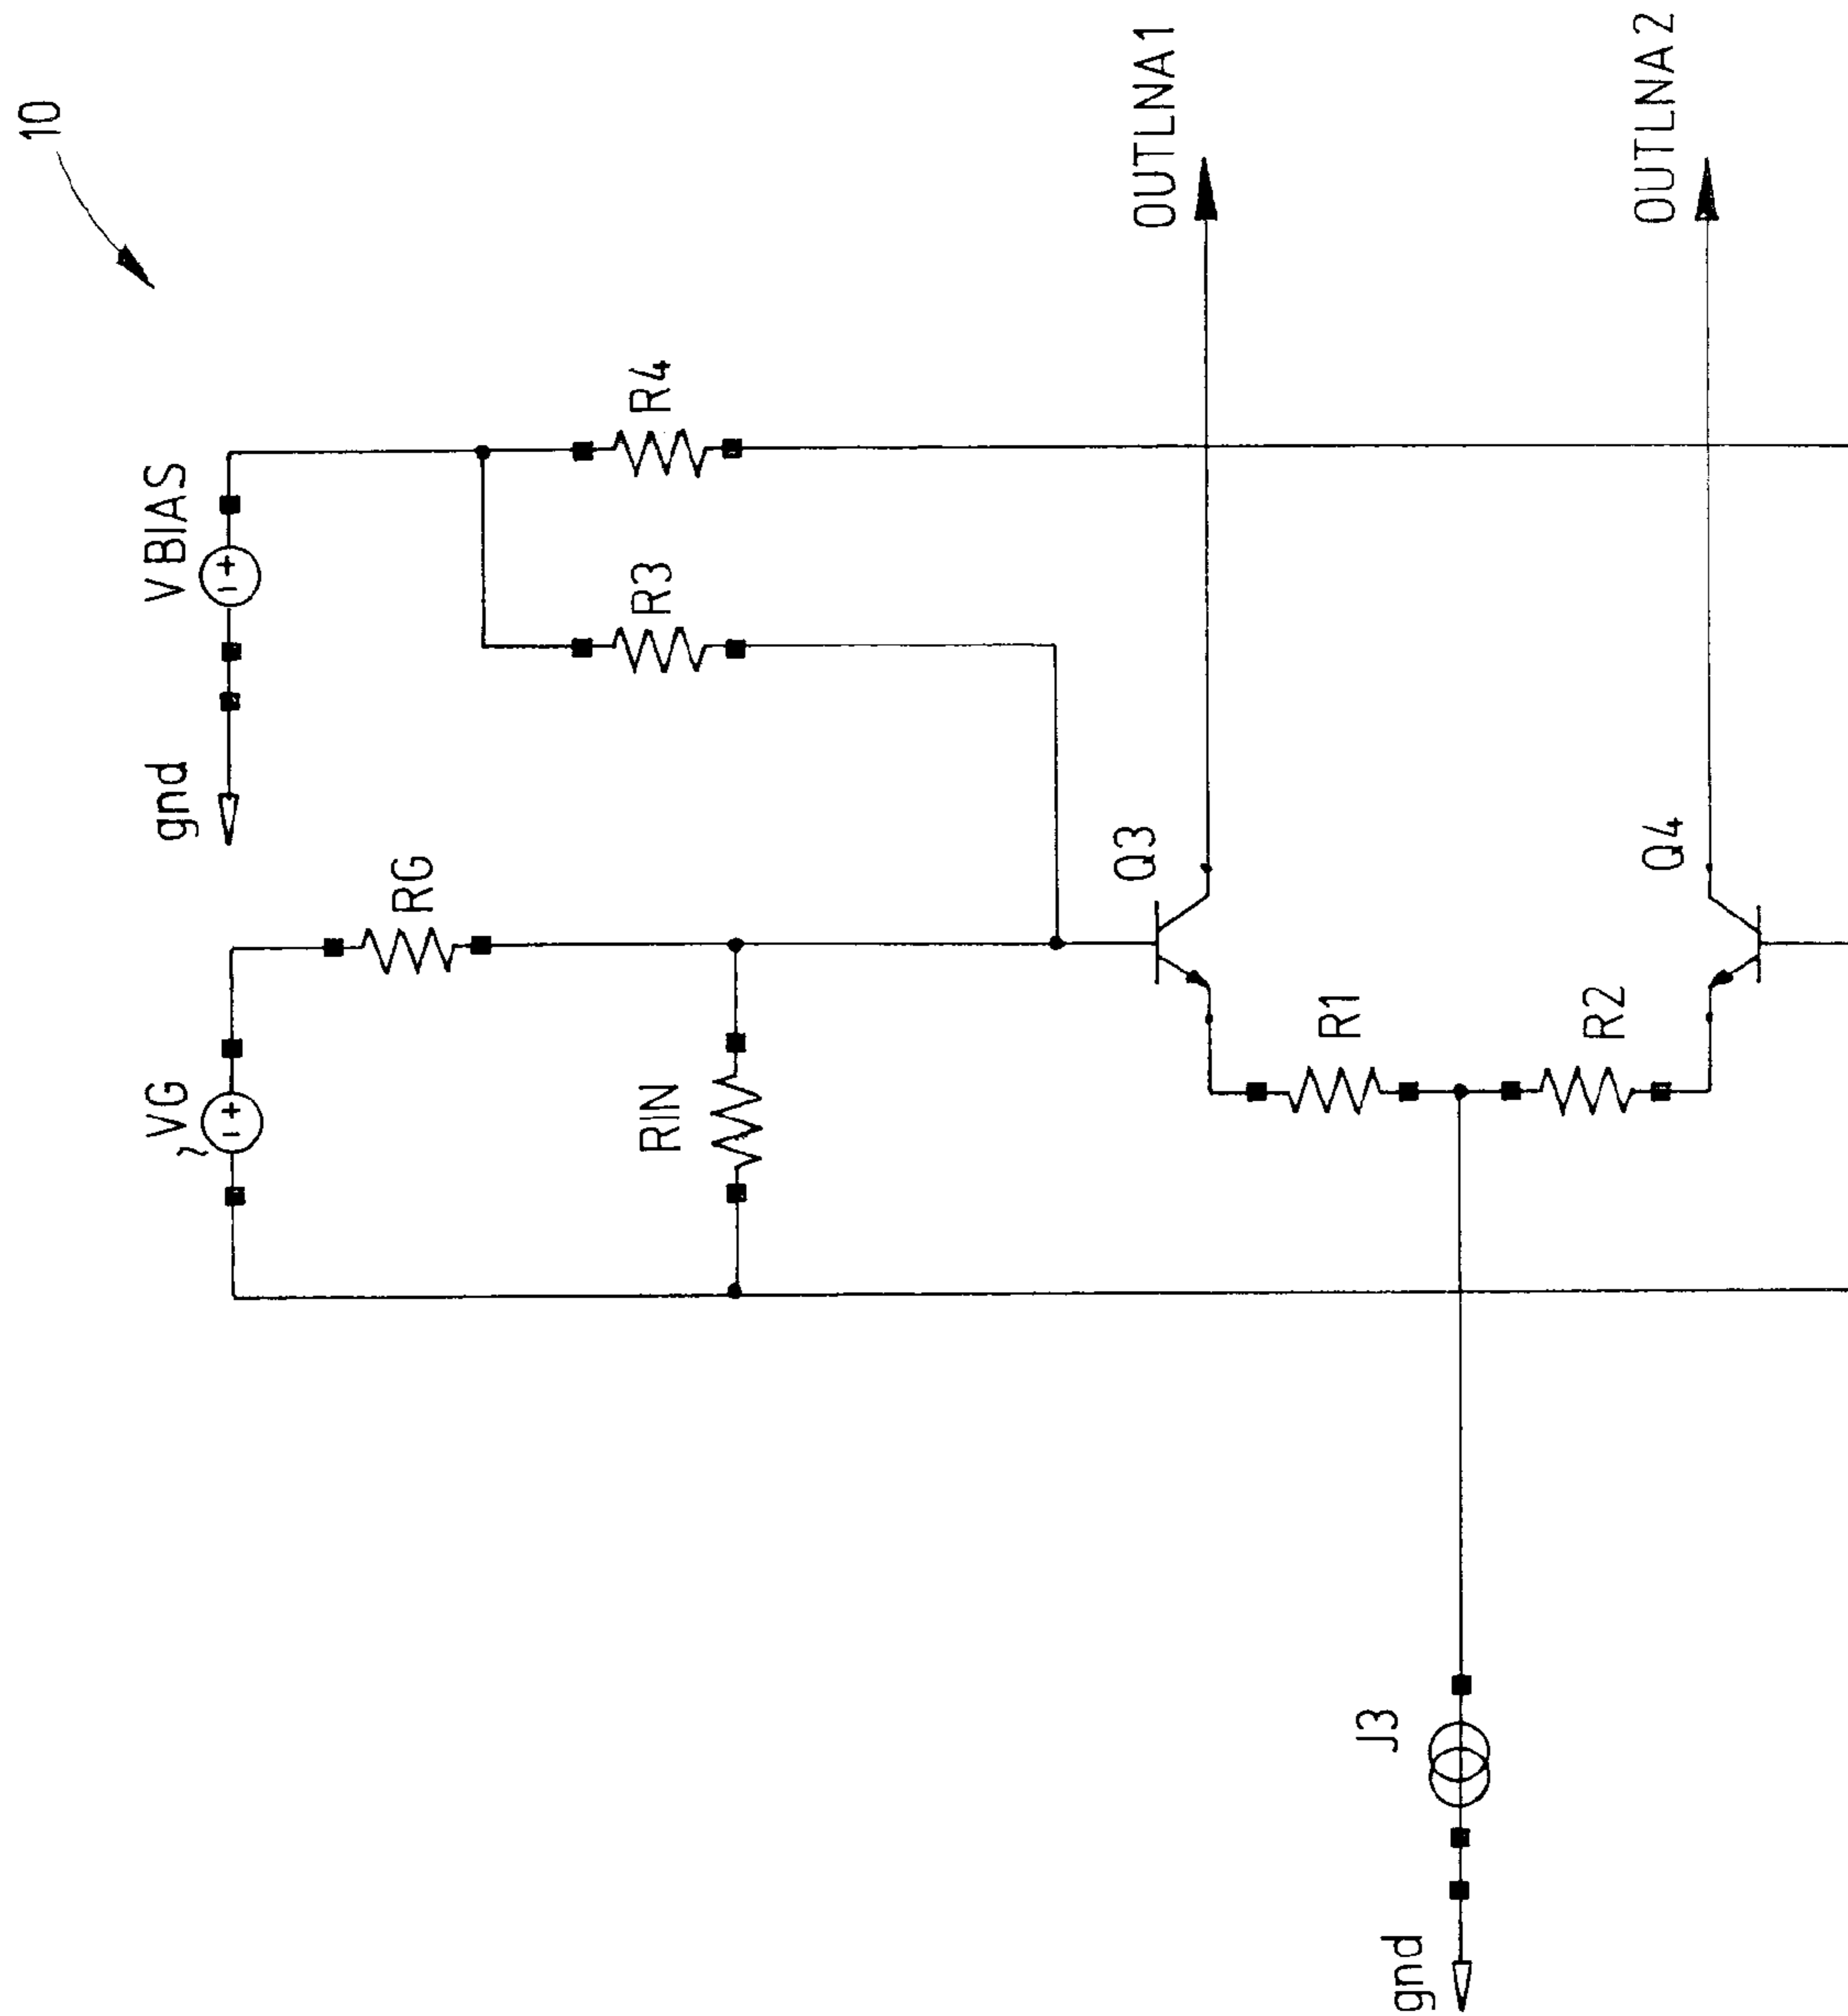 10
VBIAS
gnd
R4
R3
VG
RG
RIN
OUTLNA1
OUTLNA2
Q3
Q4
R1
R2
J3
gnd